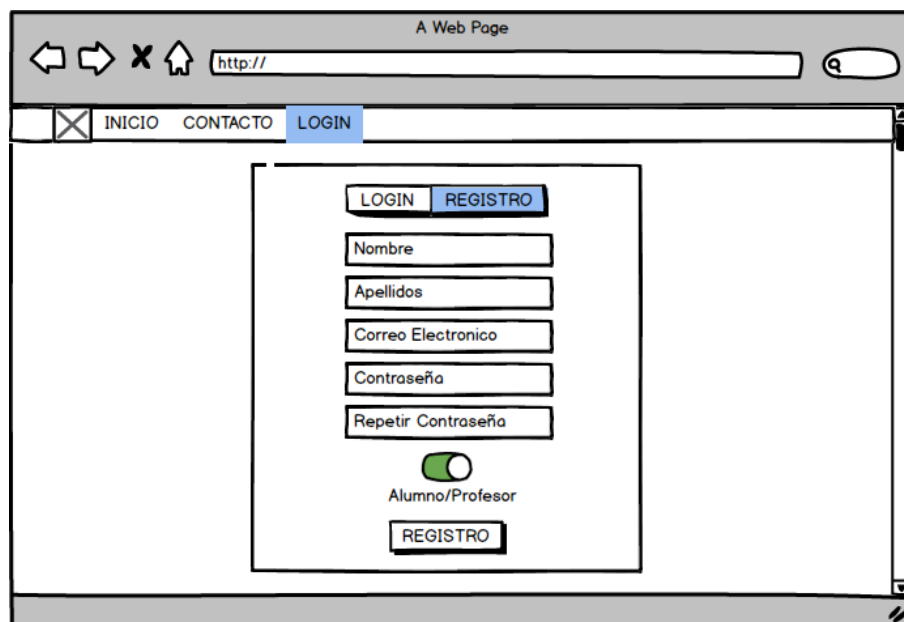 A Web Page
http://
INICIO CONTACTO LOGIN
LOGIN REGISTRO
Nombre
Apellidos
Correo Electronico
Contraseña
Repetir Contraseña
Alumno/Profesor
REGISTRO